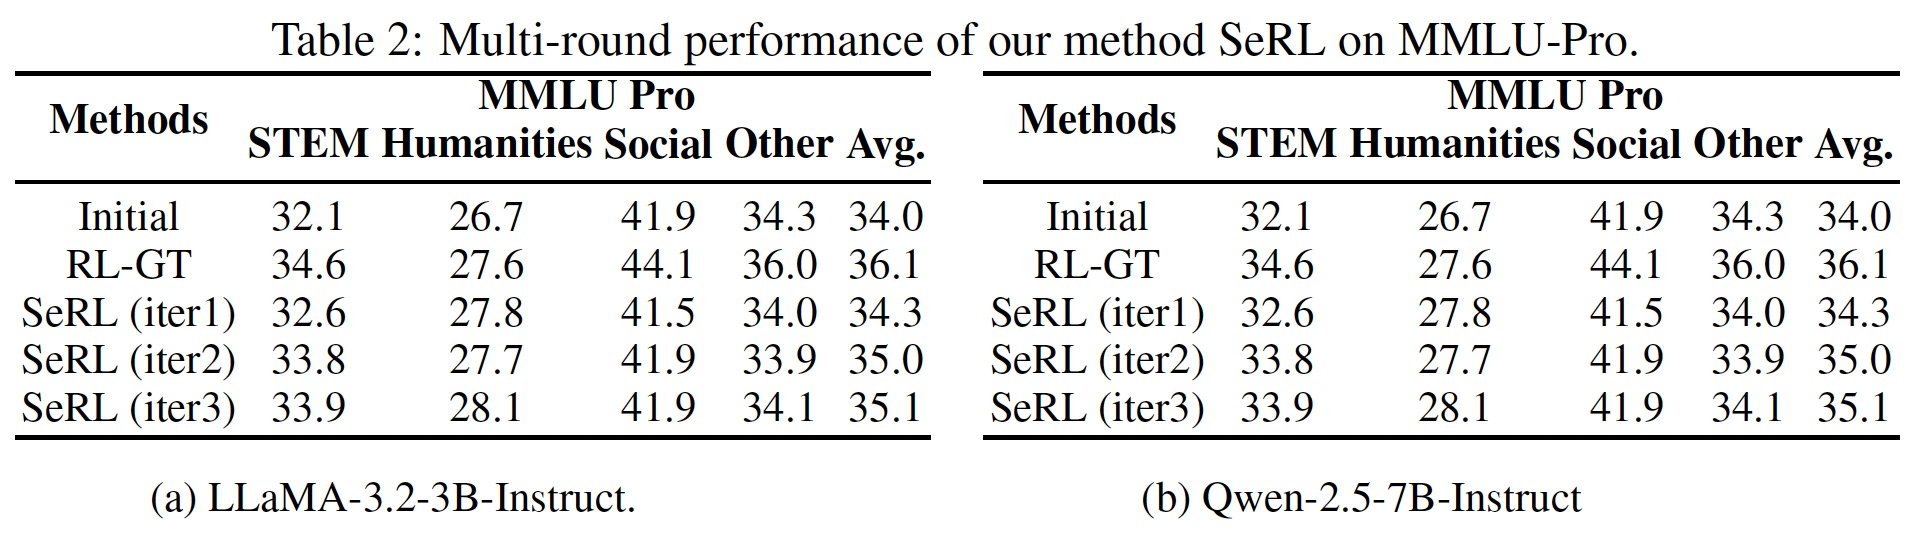 Table 2: Multi-round performance of our method SeRL on MMLU-Pro.
Methods MMLU Pro
STEM Humanities Social Other Avg.
Initial 32.1 26.7 41.9 34.3 34.0
RL-GT 34.6 27.6 44.1 36.0 36.1
SeRL (iter1) 32.6 27.8 41.5 34.0 34.3
SeRL (iter2) 33.8 27.7 41.9 33.9 35.0
SeRL (iter3) 33.9 28.1 41.9 34.1 35.1
(a) LLaMA-3.2-3B-Instruct.
Methods MMLU Pro
STEM Humanities Social Other Avg.
Initial 32.1 26.7 41.9 34.3 34.0
RL-GT 34.6 27.6 44.1 36.0 36.1
SeRL (iter1) 32.6 27.8 41.5 34.0 34.3
SeRL (iter2) 33.8 27.7 41.9 33.9 35.0
SeRL (iter3) 33.9 28.1 41.9 34.1 35.1
(b) Qwen-2.5-7B-Instruct